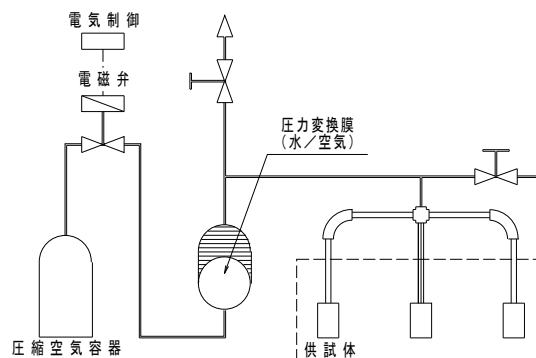 電気制御
電磁弁
圧力変換膜
(水／空気)
圧縮空気容器
供試体